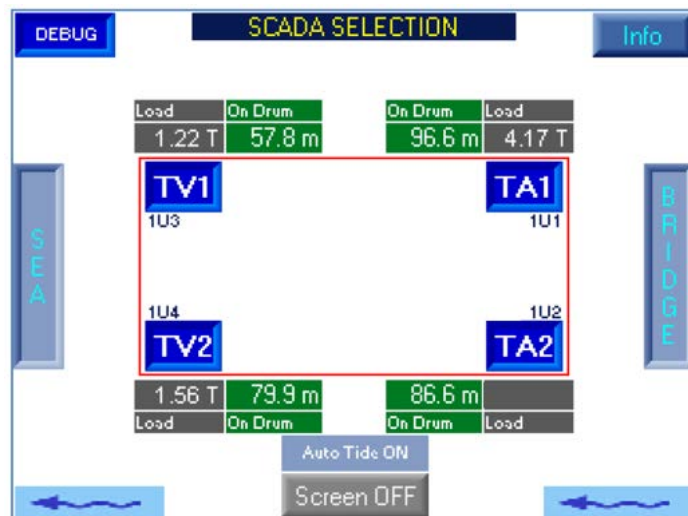 DEBUG
SCADA SELECTION
Info
Load On Drum On Drum Load
1.22 T 57.8 m 96.6 m 4.17 T
TV1 TA1
1U3 1U1
SEA
BRIDGE
1U4 1U2
TV2 TA2
1.56 T 79.9 m 86.6 m
Load On Drum On Drum Load
Auto Tide ON
Screen OFF